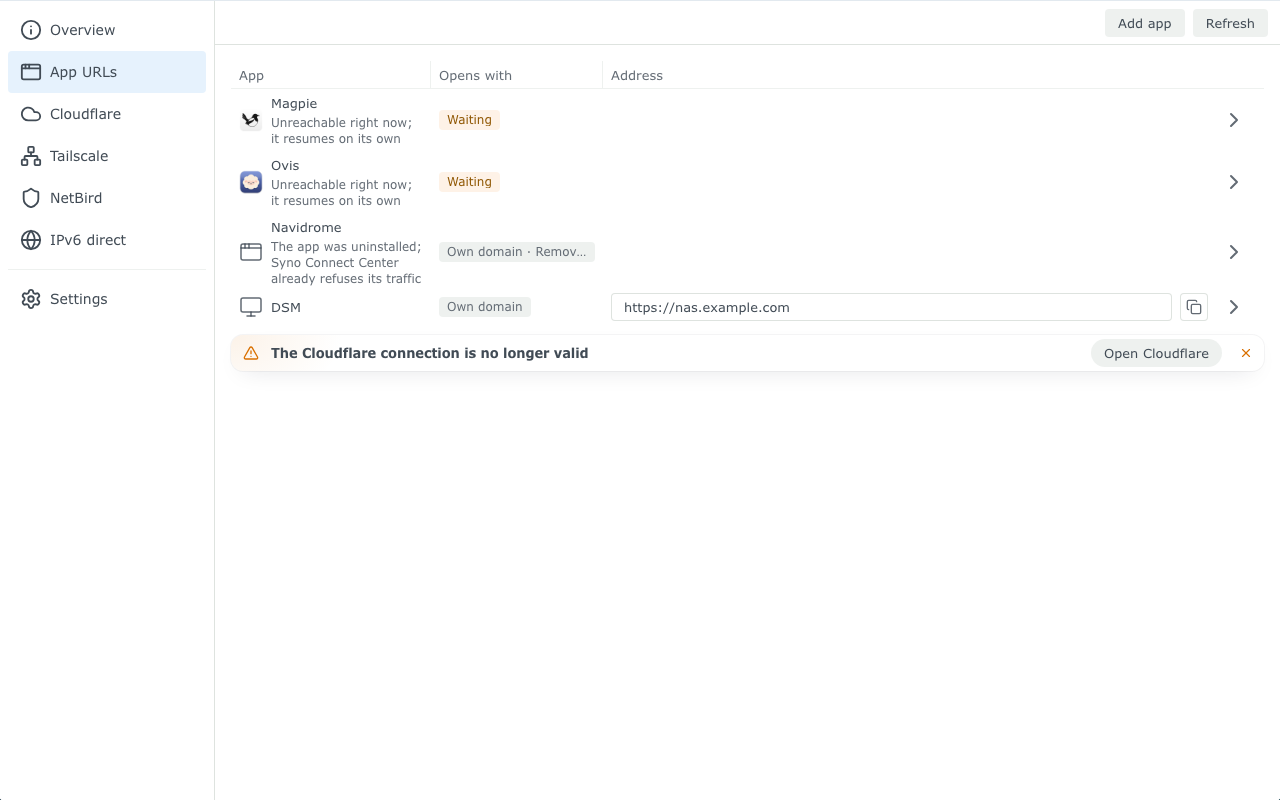 Overview
App URLs
Cloudflare
Tailscale
NetBird
IPv6 direct
Settings
Add app
Refresh
App
Opens with
Address
Magpie
Unreachable right now;
it resumes on its own
Waiting
Ovis
Unreachable right now;
it resumes on its own
Waiting
Navidrome
The app was uninstalled;
Syno Connect Center
already refuses its traffic
Own domain · Remov...
DSM
Own domain
https://nas.example.com
The Cloudflare connection is no longer valid
Open Cloudflare